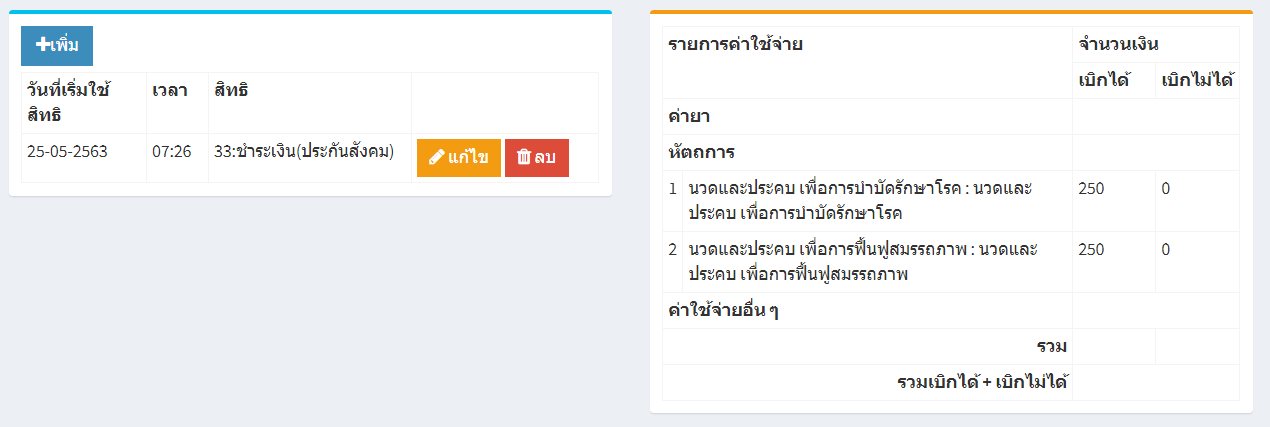 เพิ่ม
วันที่เริ่มใช้ เวลา สิทธิ
สิทธิ
25-05-2563 07:26 33:ชำระเงิน(ประกันสังคม) แก้ไข ลบ
รายการค่าใช้จ่าย จำนวนเงิน
เบิกได้ เบิกไม่ได้
ค่ายา
หัตถการ
1 นวดและประคบ เพื่อการบำบัดรักษาโรค : นวดและ 250 0
ประคบ เพื่อการบำบัดรักษาโรค
2 นวดและประคบ เพื่อการฟื้นฟูสมรรถภาพ : นวดและ 250 0
ประคบ เพื่อการฟื้นฟูสมรรถภาพ
ค่าใช้จ่ายอื่น ๆ
รวม
รวมเบิกได้ + เบิกไม่ได้